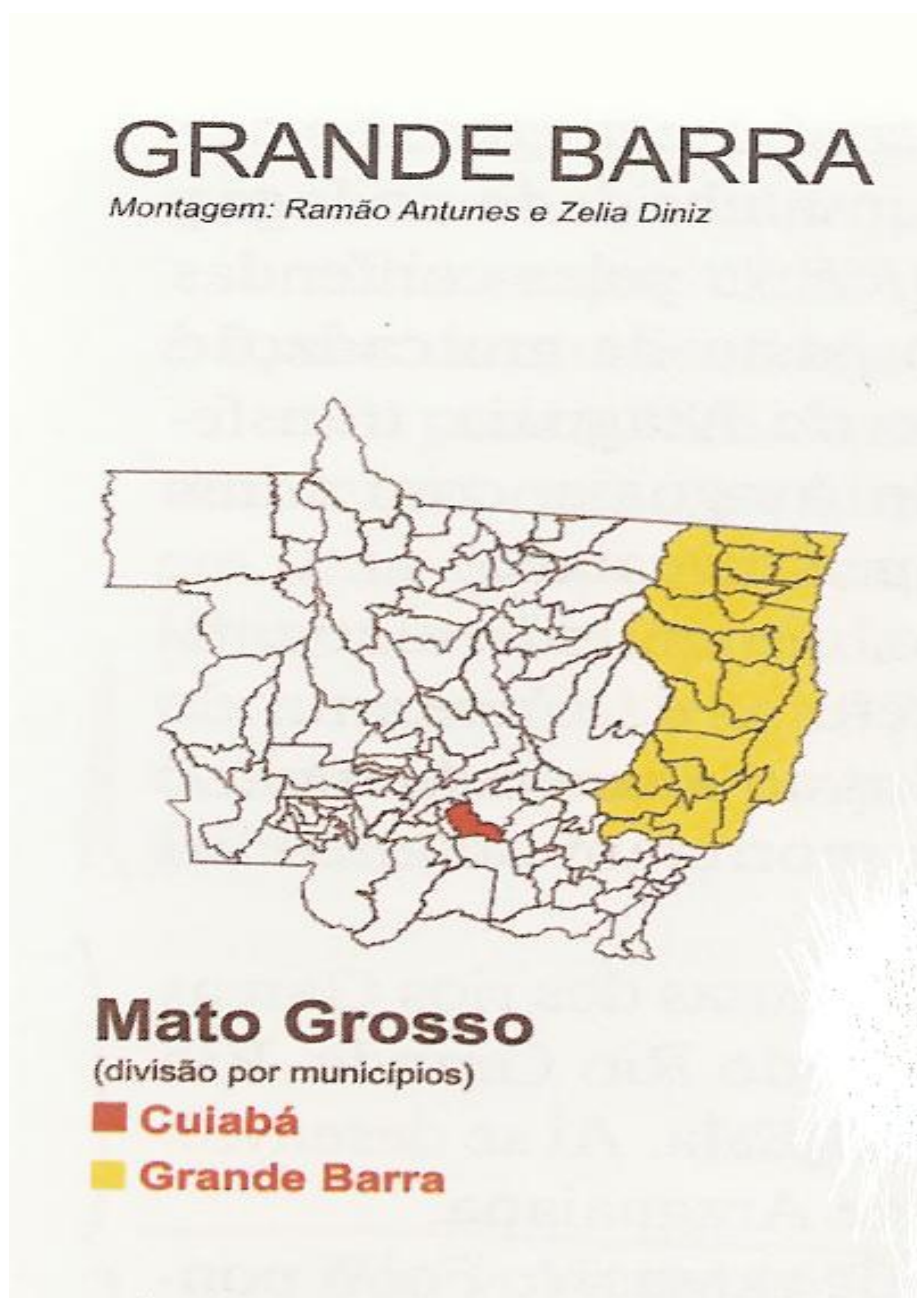 GRANDE BARRA
Montagem: Ramão Antunes e Zelia Diniz
Mato Grosso
(divisão por municípios)
Cuiabá
Grande Barra